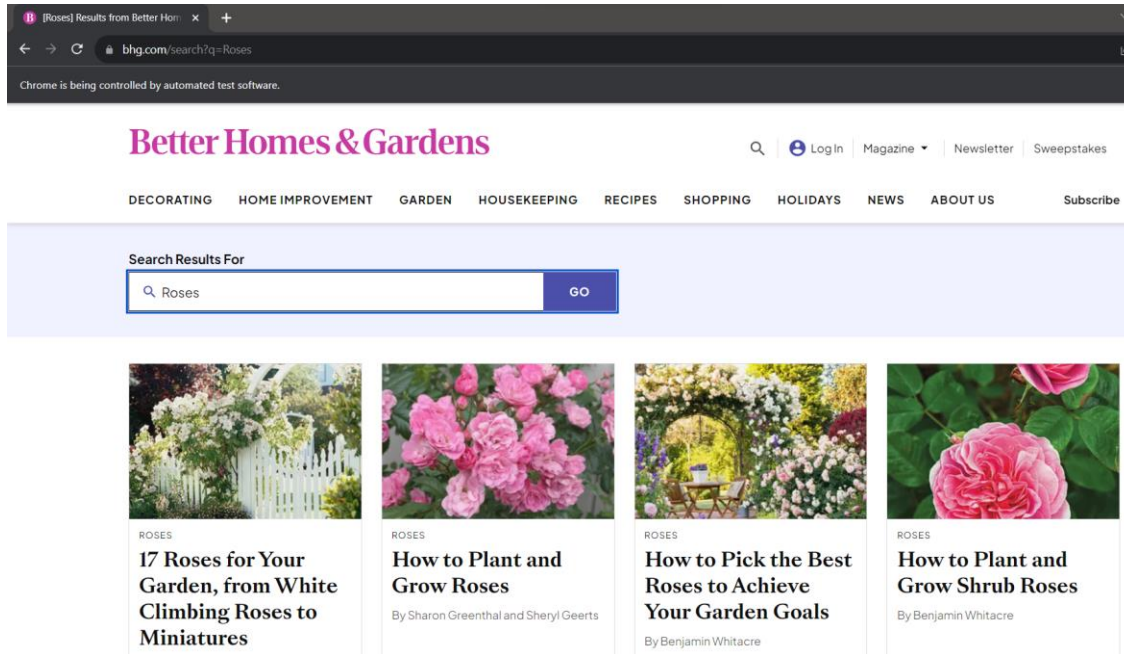 [Roses] Results from Better Hom
bhg.com/search?q=Roses
Chrome is being controlled by automated test software.
Better Homes & Gardens
Log In Magazine Newsletter Sweepstakes
DECORATING HOME IMPROVEMENT GARDEN HOUSEKEEPING RECIPES SHOPPING HOLIDAYS NEWS ABOUT US Subscribe
Search Results For
Roses GO
ROSES
17 Roses for Your
Garden, from White
Climbing Roses to
Miniatures
ROSES
How to Plant and
Grow Roses
By Sharon Greenthal and Sheryl Geerts
ROSES
How to Pick the Best
Roses to Achieve
Your Garden Goals
By Benjamin Whitacre
ROSES
How to Plant and
Grow Shrub Roses
By Benjamin Whitacre